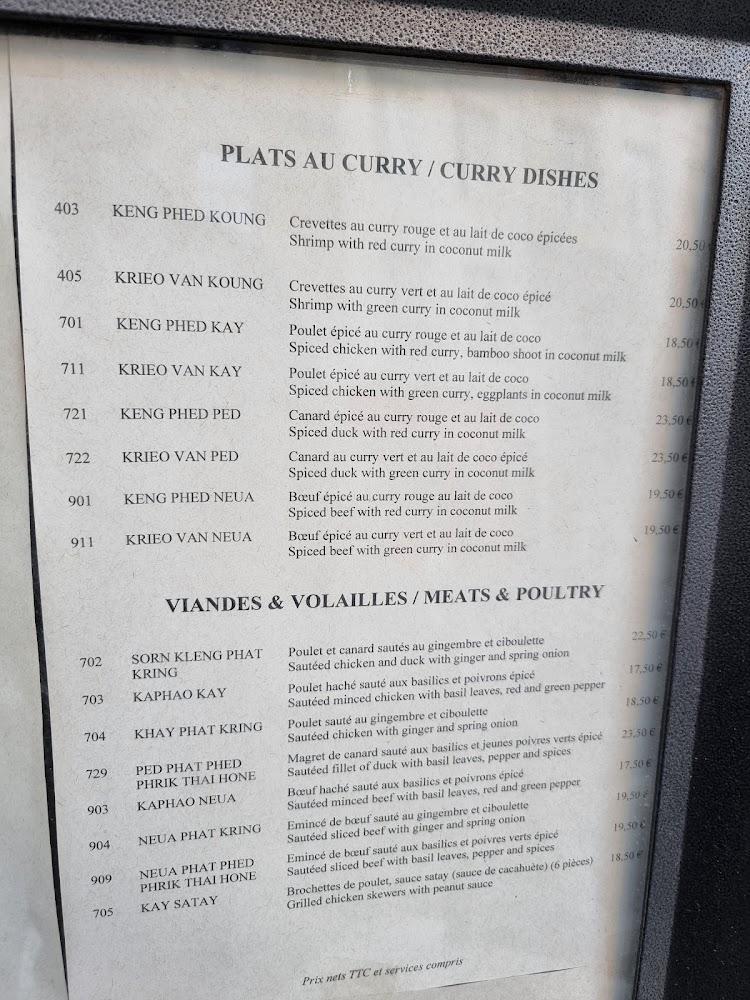 PLATS AU CURRY / CURRY DISHES
403 KENG PHED KOUNG Crevettes au curry rouge et au lait de coco épicées
Shrimp with red curry in coconut milk 20,50
405 KRIEO VAN KOUNG Crevettes au curry vert et au lait de coco épicé
Shrimp with green curry in coconut milk 20,50
701 KENG PHED KAY Poulet épicé au curry rouge et au lait de coco
Spiced chicken with red curry, bamboo shoot in coconut milk 18,50
711 KRIEO VAN KAY Poulet épicé au curry vert et au lait de coco
Spiced chicken with green curry, eggplants in coconut milk 18,50 €
721 KENG PHED PED Canard épicé au curry rouge et au lait de coco 23,50 €
Spiced duck with red curry in coconut milk
722 KRIEO VAN PED Canard au curry vert et au lait de coco épicé 23,50 €
Spiced duck with green curry in coconut milk
901 KENG PHED NEUA Bœuf épicé au curry rouge au lait de coco 19,50 €
Spiced beef with red curry in coconut milk
911 KRIEO VAN NEUA Bœuf épicé au curry vert et au lait de coco 19,50 €
Spiced beef with green curry in coconut milk
VIANDES & VOLAILLES / MEATS & POULTRY
702 SORN KLENG PHAT Poulet et canard sautés au gingembre et ciboulette 22,50 €
KRING Sautéed chicken and duck with ginger and spring onion
703 KAPHAO KAY Poulet haché sauté aux basilics et poivrons épicé 17,50 €
Sautéed minced chicken with basil leaves, red and green pepper
704 KHAY PHAT KRING Poulet sauté au gingembre et ciboulette 18,50 €
Sautéed chicken with ginger and spring onion
729 PED PHAT PHED Magret de canard sauté aux basilics et jeunes poivres verts épicé 23,50 €
PHRIK THAI HONE Sautéed fillet of duck with basil leaves, pepper and spices
903 KAPHAO NEUA Bœuf haché sauté aux basilics et poivrons épicé 17,50 €
Sautéed minced beef with basil leaves, red and green pepper
904 NEUA PHAT KRING Emincé de bœuf sauté au gingembre et ciboulette 19,50 €
Sautéed sliced beef with ginger and spring onion
909 NEUA PHAT PHED Emincé de bœuf sauté aux basilics et poivres verts épicé 19,50 €
PHRIK THAI HONE Sautéed sliced beef with basil leaves, pepper and spices
705 KAY SATAY Brochettes de poulet, sauce satay (sauce de cacahuète) (6 pièces) 18,50 €
Grilled chicken skewers with peanut sauce
Prix nets TTC et services compris